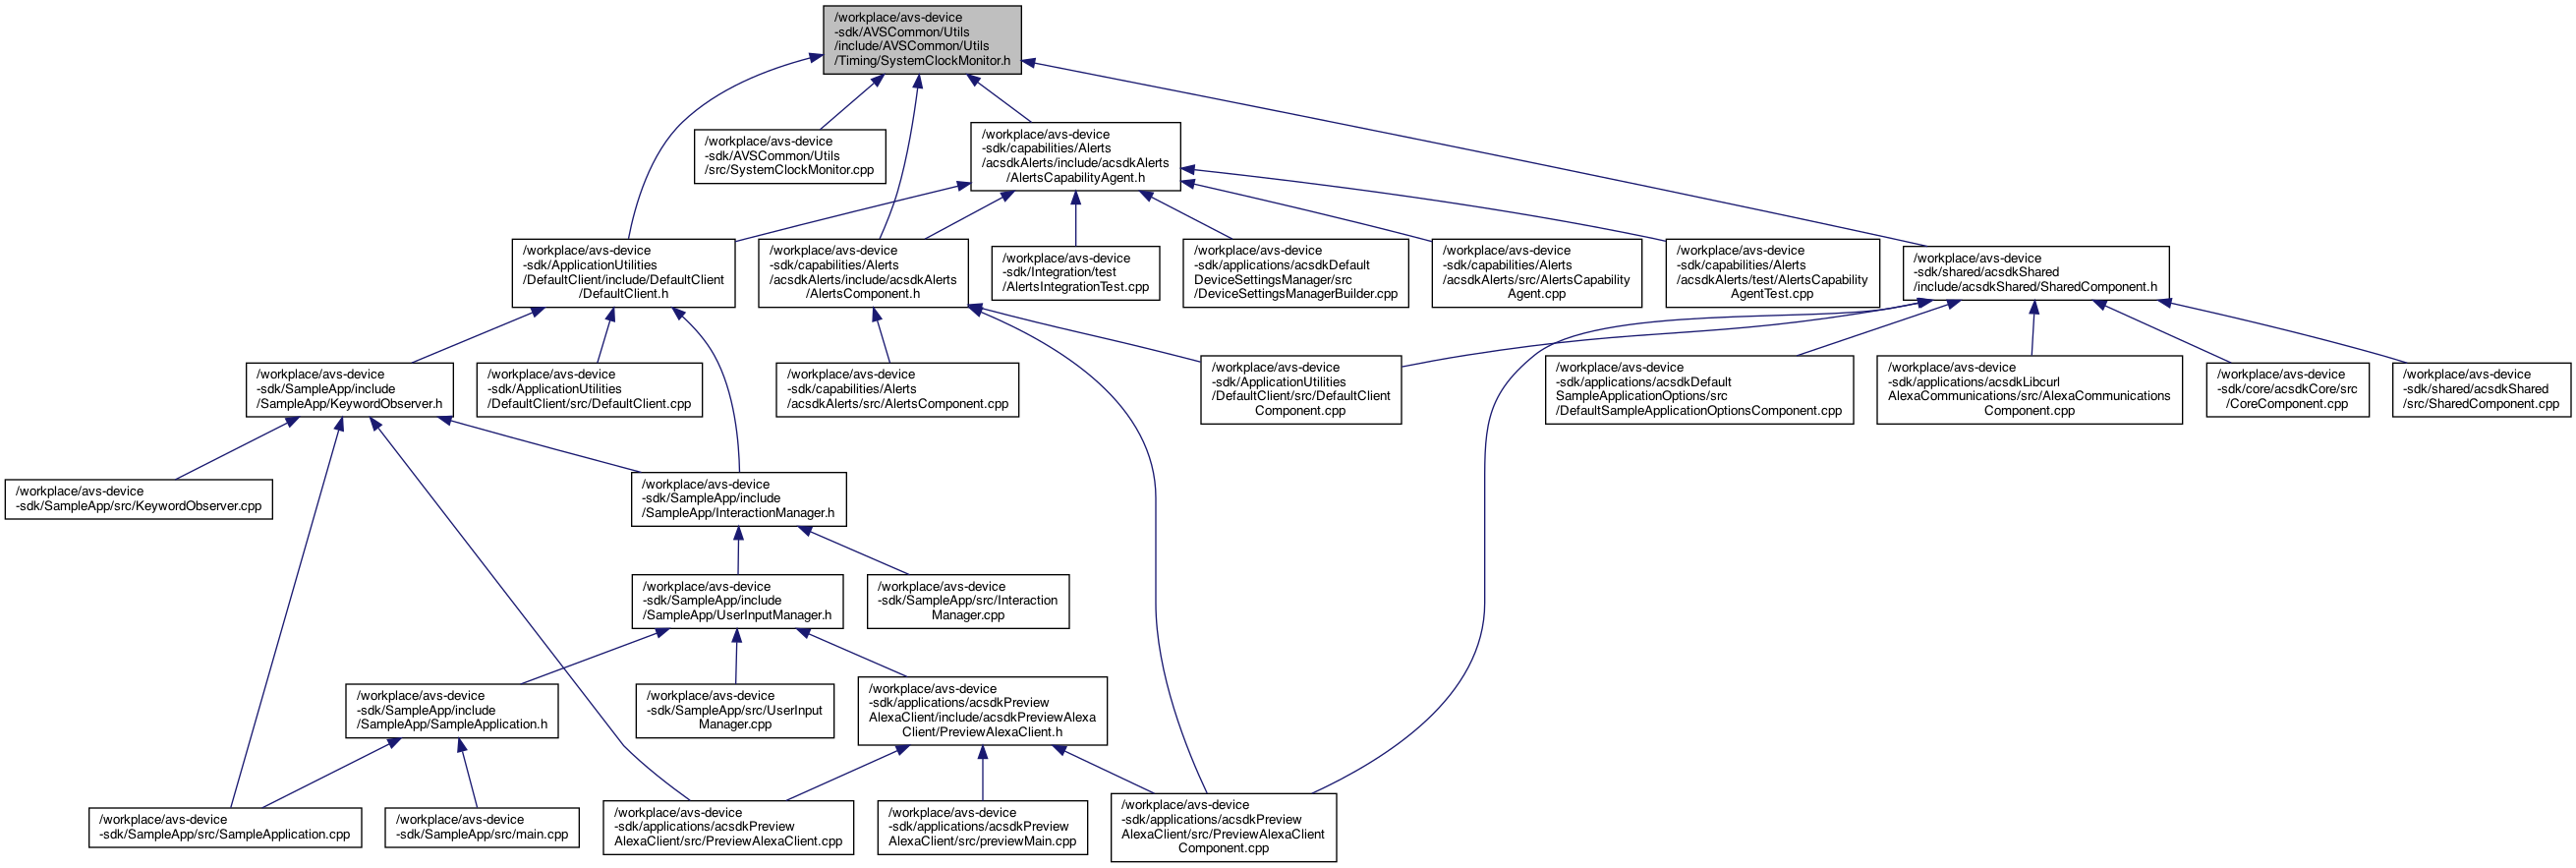 /workplace/avs-device
-sdk/AVSCommon/Utils
/include/AVSCommon/Utils
/Timing/SystemClockMonitor.h
/workplace/avs-device
-sdk/AVSCommon/Utils
/src/SystemClockMonitor.cpp
/workplace/avs-device
-sdk/capabilities/Alerts
/acsdkAlerts/include/acsdkAlerts
/AlertsCapabilityAgent.h
/workplace/avs-device
-sdk/ApplicationUtilities
/DefaultClient/include/DefaultClient
/DefaultClient.h
/workplace/avs-device
-sdk/capabilities/Alerts
/acsdkAlerts/include/acsdkAlerts
/AlertsComponent.h
/workplace/avs-device
-sdk/Integration/test
/AlertsIntegrationTest.cpp
/workplace/avs-device
-sdk/applications/acsdkDefault
DeviceSettingsManager/src
/DeviceSettingsManagerBuilder.cpp
/workplace/avs-device
-sdk/capabilities/Alerts
/acsdkAlerts/src/AlertsCapability
Agent.cpp
/workplace/avs-device
-sdk/capabilities/Alerts
/acsdkAlerts/test/AlertsCapability
AgentTest.cpp
/workplace/avs-device
-sdk/shared/acsdkShared
/include/acsdkShared/SharedComponent.h
/workplace/avs-device
-sdk/SampleApp/include
/SampleApp/KeywordObserver.h
/workplace/avs-device
-sdk/ApplicationUtilities
/DefaultClient/src/DefaultClient.cpp
/workplace/avs-device
-sdk/capabilities/Alerts
/acsdkAlerts/src/AlertsComponent.cpp
/workplace/avs-device
-sdk/ApplicationUtilities
/DefaultClient/src/DefaultClient
Component.cpp
/workplace/avs-device
-sdk/applications/acsdkDefault
SampleApplicationOptions/src
/DefaultSampleApplicationOptionsComponent.cpp
/workplace/avs-device
-sdk/applications/acsdkLibcurl
AlexaCommunications/src/AlexaCommunications
Component.cpp
/workplace/avs-device
-sdk/core/acsdkCore/src
/CoreComponent.cpp
/workplace/avs-device
-sdk/shared/acsdkShared
/src/SharedComponent.cpp
/workplace/avs-device
-sdk/SampleApp/src/KeywordObserver.cpp
/workplace/avs-device
-sdk/SampleApp/include
/SampleApp/InteractionManager.h
/workplace/avs-device
-sdk/SampleApp/include
/SampleApp/UserInputManager.h
/workplace/avs-device
-sdk/SampleApp/src/Interaction
Manager.cpp
/workplace/avs-device
-sdk/SampleApp/include
/SampleApp/SampleApplication.h
/workplace/avs-device
-sdk/SampleApp/src/UserInput
Manager.cpp
/workplace/avs-device
-sdk/applications/acsdkPreview
AlexaClient/include/acsdkPreviewAlexa
Client/PreviewAlexaClient.h
/workplace/avs-device
-sdk/SampleApp/src/SampleApplication.cpp
/workplace/avs-device
-sdk/SampleApp/src/main.cpp
/workplace/avs-device
-sdk/applications/acsdkPreview
AlexaClient/src/PreviewAlexaClient.cpp
/workplace/avs-device
-sdk/applications/acsdkPreview
AlexaClient/src/previewMain.cpp
/workplace/avs-device
-sdk/applications/acsdkPreview
AlexaClient/src/PreviewAlexaClient
Component.cpp